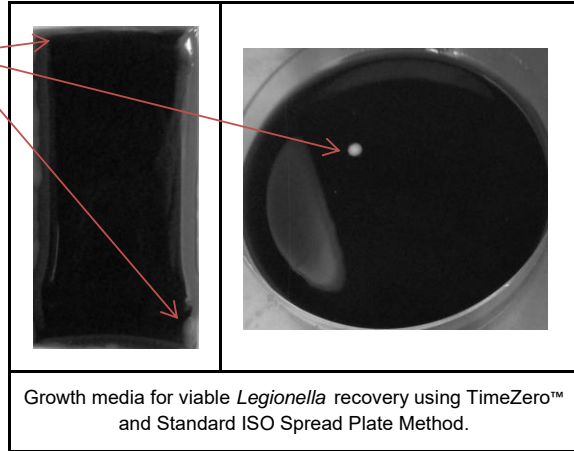 Growth media for viable Legionella recovery using TimeZero™
and Standard ISO Spread Plate Method.